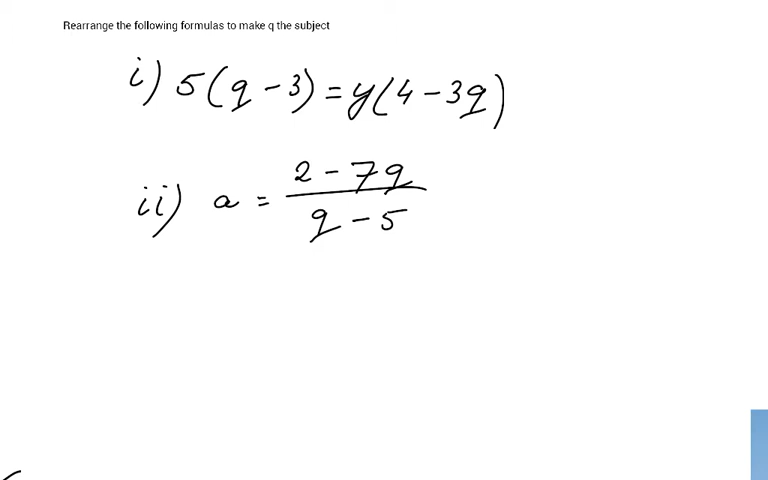 Rearrange the following formulas to make q the subject
i) 5(q - 3) = y(4 - 3q)
2 - 7q
ii) a =
q - 5